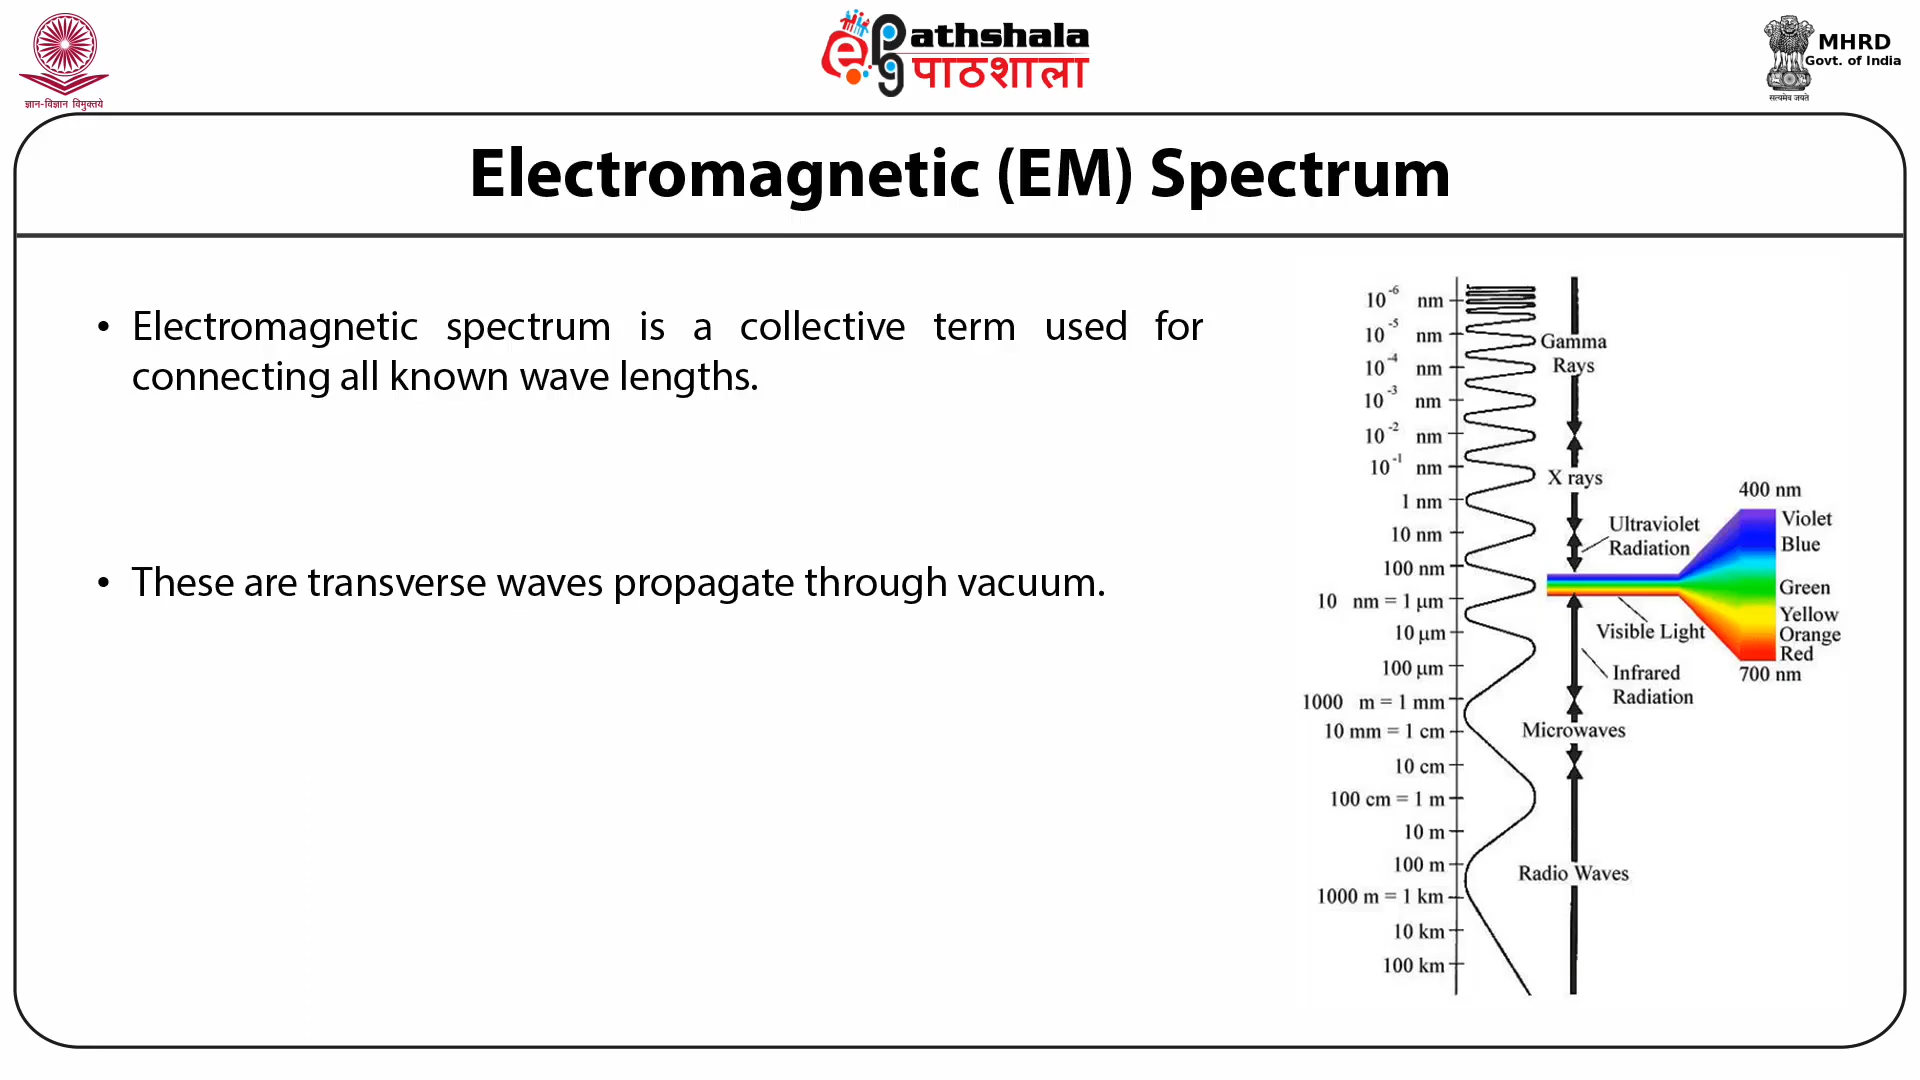 ज्ञान-विज्ञान विमुक्तये
ePathshala
पाठशाला
MHRD
Govt. of India
सत्यमेव जयते
Electromagnetic (EM) Spectrum
• Electromagnetic spectrum is a collective term used for
connecting all known wave lengths.
• These are transverse waves propagate through vacuum.
10⁻⁶ nm
10⁻⁵ nm
10⁻⁴ nm
10⁻³ nm
10⁻² nm
10⁻¹ nm
1 nm
10 nm
100 nm
10 nm = 1 µm
10 µm
100 µm
1000 m = 1 mm
10 mm = 1 cm
10 cm
100 cm = 1 m
10 m
100 m
1000 m = 1 km
10 km
100 km
Gamma
Rays
X rays
Ultraviolet
Radiation
Visible Light
Infrared
Radiation
Microwaves
Radio Waves
400 nm
Violet
Blue
Green
Yellow
Orange
Red
700 nm